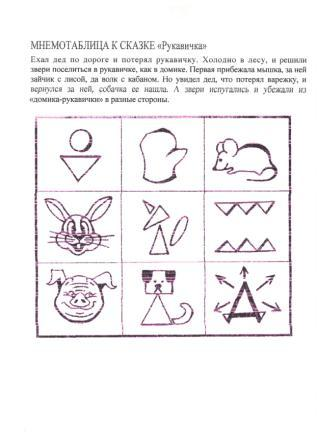 МНЕМОТАБЛИЦА К СКАЗКЕ «Рукавичка»
Ехал дед по дороге и потерял рукавичку. Холодно в лесу, и решили
звери поселиться в рукавичке, как в домике. Первая прибежала мышка, за ней
зайчик с лисой, да волк с кабаном. Но увидел дед, что потерял варежку, и
вернулся за ней, собачка ее нашла. А звери испугались и убежали из
«домика-рукавички» в разные стороны.